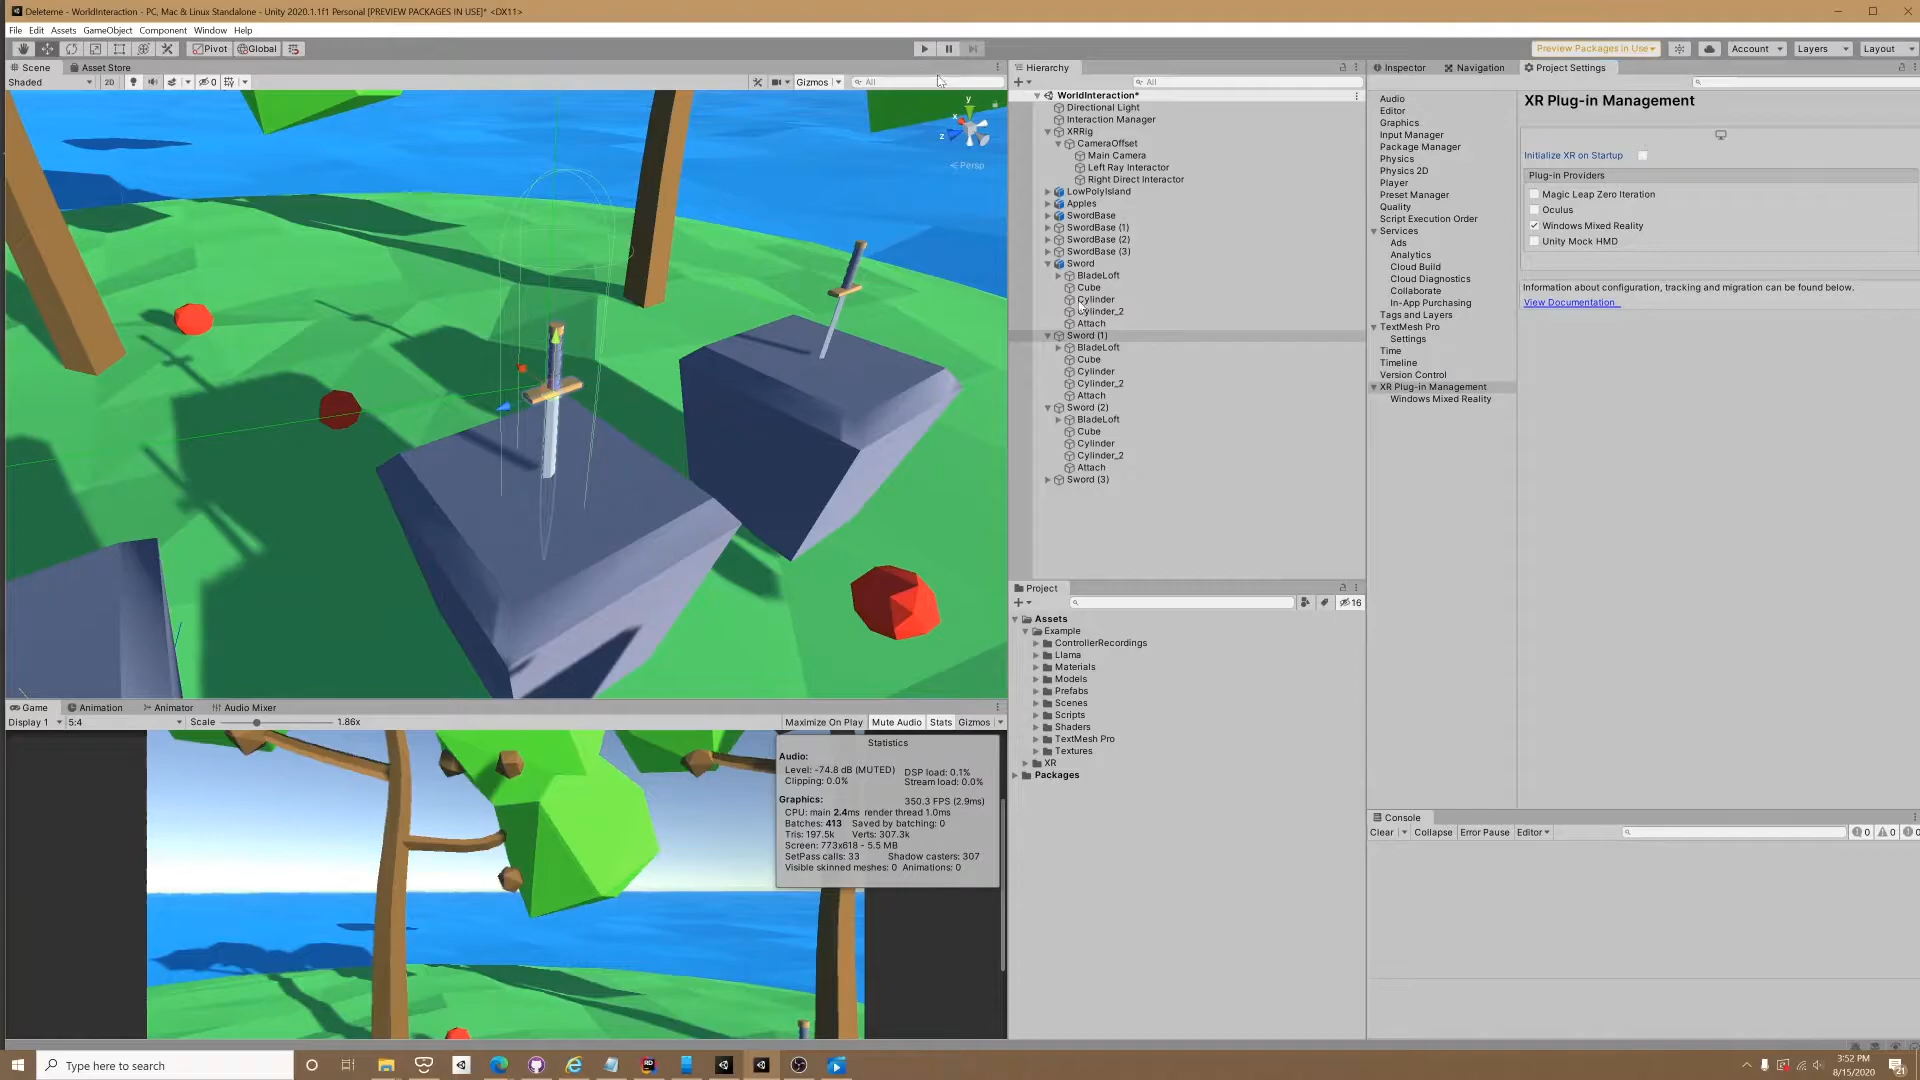 Deleteme - WorldInteraction - PC, Mac & Linux Standalone - Unity 2020.1.1f1 Personal [PREVIEW PACKAGES IN USE]* <DX11>
File Edit Assets GameObject Component Window Help
Pivot Global Preview Packages in Use Account Layers Layout
Scene Asset Store
Shaded 2D 0 Gizmos All
y
x
z
Persp
Hierarchy
All
WorldInteraction*
Directional Light
Interaction Manager
XRRig
CameraOffset
Main Camera
Left Ray Interactor
Right Direct Interactor
LowPolyIsland
Apples
SwordBase
SwordBase (1)
SwordBase (2)
SwordBase (3)
Sword
BladeLoft
Cube
Cylinder
Cylinder_2
Attach
Sword (1)
BladeLoft
Cube
Cylinder
Cylinder_2
Attach
Sword (2)
BladeLoft
Cube
Cylinder
Cylinder_2
Attach
Sword (3)
Project
16
Assets
Example
ControllerRecordings
Llama
Materials
Models
Prefabs
Scenes
Scripts
Shaders
TextMesh Pro
Textures
XR
Packages
Inspector Navigation Project Settings
Audio
Editor
Graphics
Input Manager
Package Manager
Physics
Physics 2D
Player
Preset Manager
Quality
Script Execution Order
Services
Ads
Analytics
Cloud Build
Cloud Diagnostics
Collaborate
In-App Purchasing
Tags and Layers
TextMesh Pro
Settings
Time
Timeline
Version Control
XR Plug-in Management
Windows Mixed Reality
XR Plug-in Management
Initialize XR on Startup
Plug-in Providers
Magic Leap Zero Iteration
Oculus
Windows Mixed Reality
Unity Mock HMD
Information about configuration, tracking and migration can be found below.
View Documentation
Console
Clear Collapse Error Pause Editor 0 0 0
Game Animation Animator Audio Mixer
Display 1 5:4 Scale 1.86x Maximize On Play Mute Audio Stats Gizmos
Statistics
Audio:
Level: -74.8 dB (MUTED) DSP load: 0.1%
Clipping: 0.0% Stream load: 0.0%
Graphics: 350.3 FPS (2.9ms)
CPU: main 2.4ms render thread 1.0ms
Batches: 413 Saved by batching: 0
Tris: 197.5k Verts: 307.3k
Screen: 773x618 - 5.5 MB
SetPass calls: 33 Shadow casters: 307
Visible skinned meshes: 0 Animations: 0
Type here to search
3:52 PM
8/15/2020
21